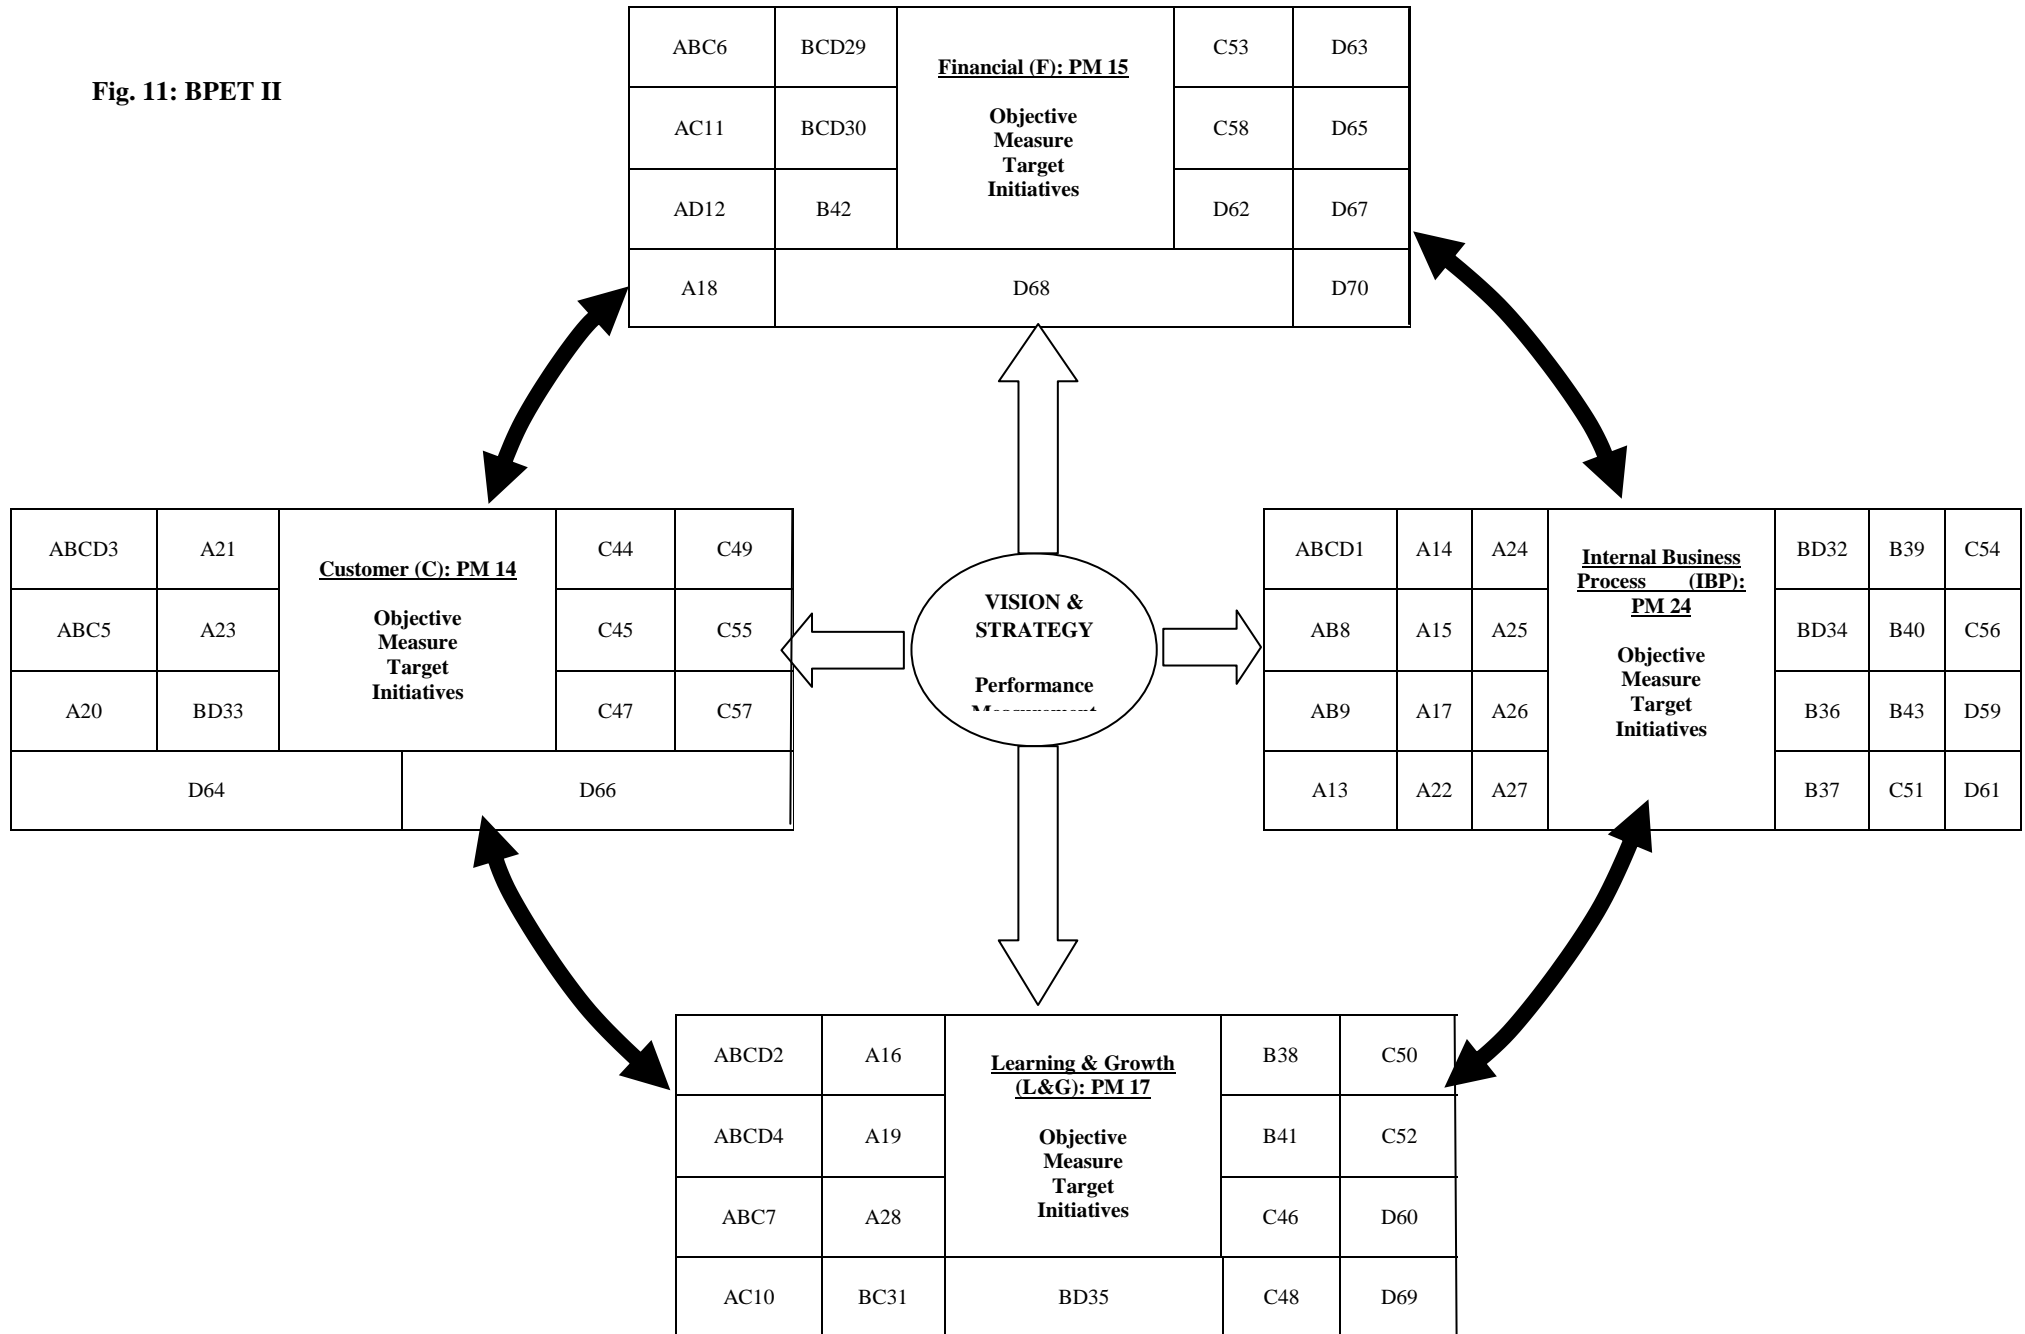 Fig. 11: BPET II
ABC6 BCD29 Financial (F): PM 15 C53 D63
Objective
AC11 BCD30 Measure C58 D65
Target
Initiatives
AD12 B42 D62 D67
A18 D68 D70
ABCD3 A21 Customer (C): PM 14 C44 C49
Objective
ABC5 A23 Measure C45 C55
Target
Initiatives
A20 BD33 C47 C57
D64 D66
VISION &
STRATEGY
Performance
ABCD1 A14 A24 Internal Business BD32 B39 C54
Process (IBP):
PM 24
AB8 A15 A25 Objective BD34 B40 C56
Measure
AB9 A17 A26 Target B36 B43 D59
Initiatives
A13 A22 A27 B37 C51 D61
ABCD2 A16 Learning & Growth B38 C50
(L&G): PM 17
ABCD4 A19 Objective B41 C52
Measure
Target
ABC7 A28 Initiatives C46 D60
AC10 BC31 BD35 C48 D69